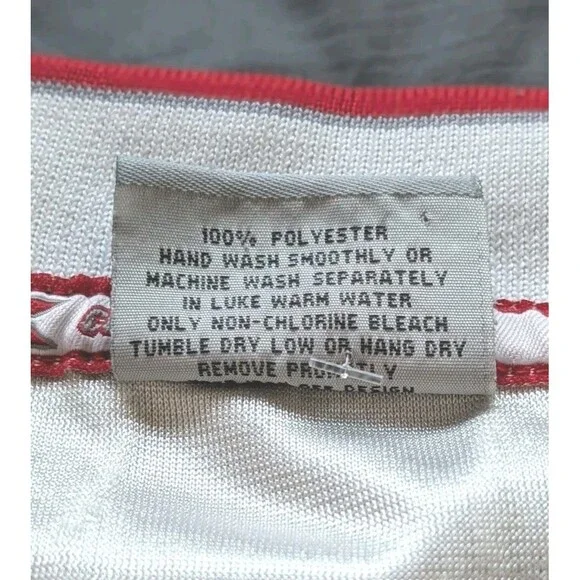 100% POLYESTER
HAND WASH SMOOTHLY OR
MACHINE WASH SEPARATELY
IN LUKE WARM WATER
ONLY NON-CHLORINE BLEACH
TUMBLE DRY LOW OR HANG DRY
REMOVE PROMPTLY
DESIGN